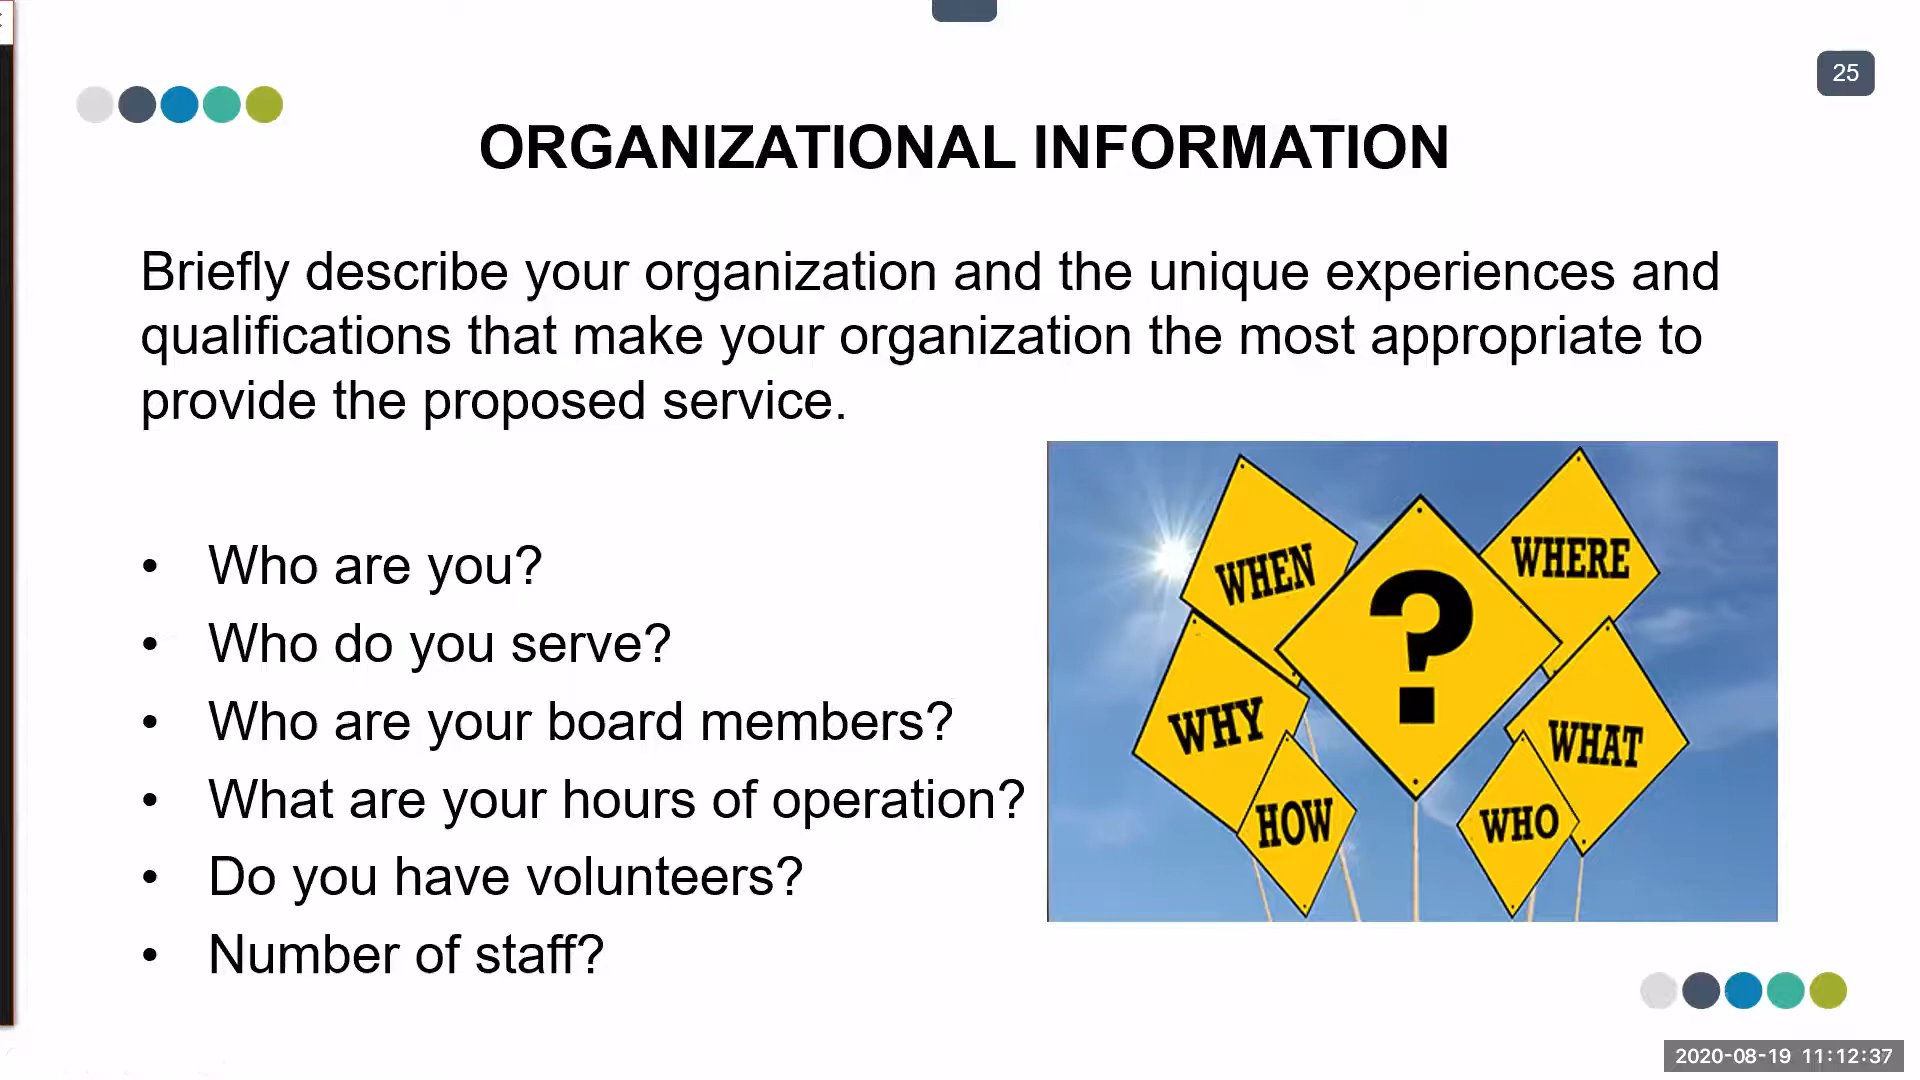 25
ORGANIZATIONAL INFORMATION
Briefly describe your organization and the unique experiences and
qualifications that make your organization the most appropriate to
provide the proposed service.
• Who are you?
• Who do you serve?
• Who are your board members?
• What are your hours of operation?
• Do you have volunteers?
• Number of staff?
WHEN
?
WHERE
WHY
WHAT
HOW
WHO
2020-08-19 11:12:37